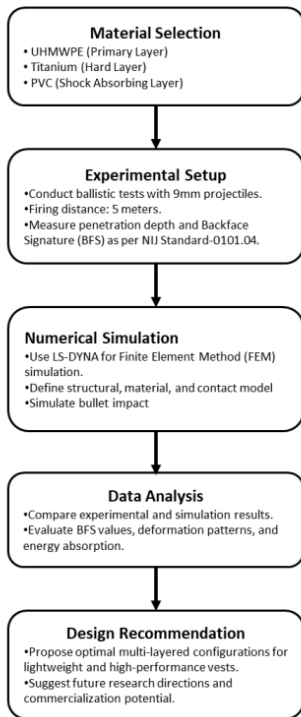 Material Selection
• UHMWPE (Primary Layer)
• Titanium (Hard Layer)
• PVC (Shock Absorbing Layer)
Experimental Setup
•Conduct ballistic tests with 9mm projectiles.
•Firing distance: 5 meters.
•Measure penetration depth and Backface
Signature (BFS) as per NIJ Standard-0101.04.
Numerical Simulation
•Use LS-DYNA for Finite Element Method (FEM)
simulation.
•Define structural, material, and contact model
•Simulate bullet impact
Data Analysis
•Compare experimental and simulation results.
•Evaluate BFS values, deformation patterns, and
energy absorption.
Design Recommendation
•Propose optimal multi-layered configurations for
lightweight and high-performance vests.
•Suggest future research directions and
commercialization potential.